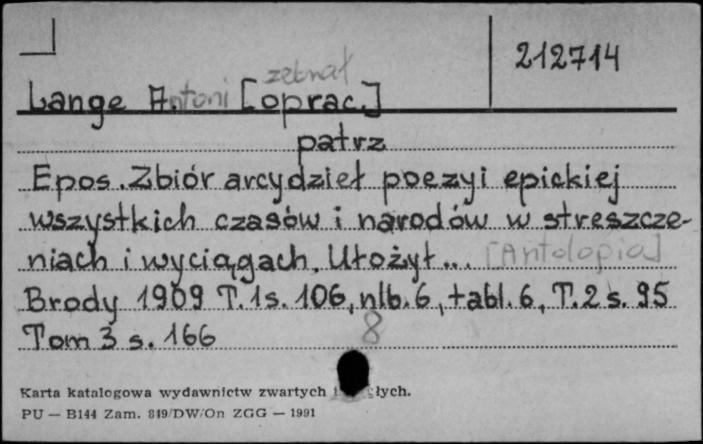 212714
zebrał
Lange Antoni [oprac.]
patrz
Epos. Zbiór arcydzieł poezyi epickiej
wszystkich czasów i narodów w streszcze-
niach i wyciągach. Ułożył... [Antologia]
Brody 1909 T.1 s. 106, nlb. 6, tabl. 6, T. 2 s. 95
Tom 3 s. 166 8
Karta katalogowa wydawnictw zwartych łych.
PU — B144 Zam. 819/DW/On ZGG — 1991